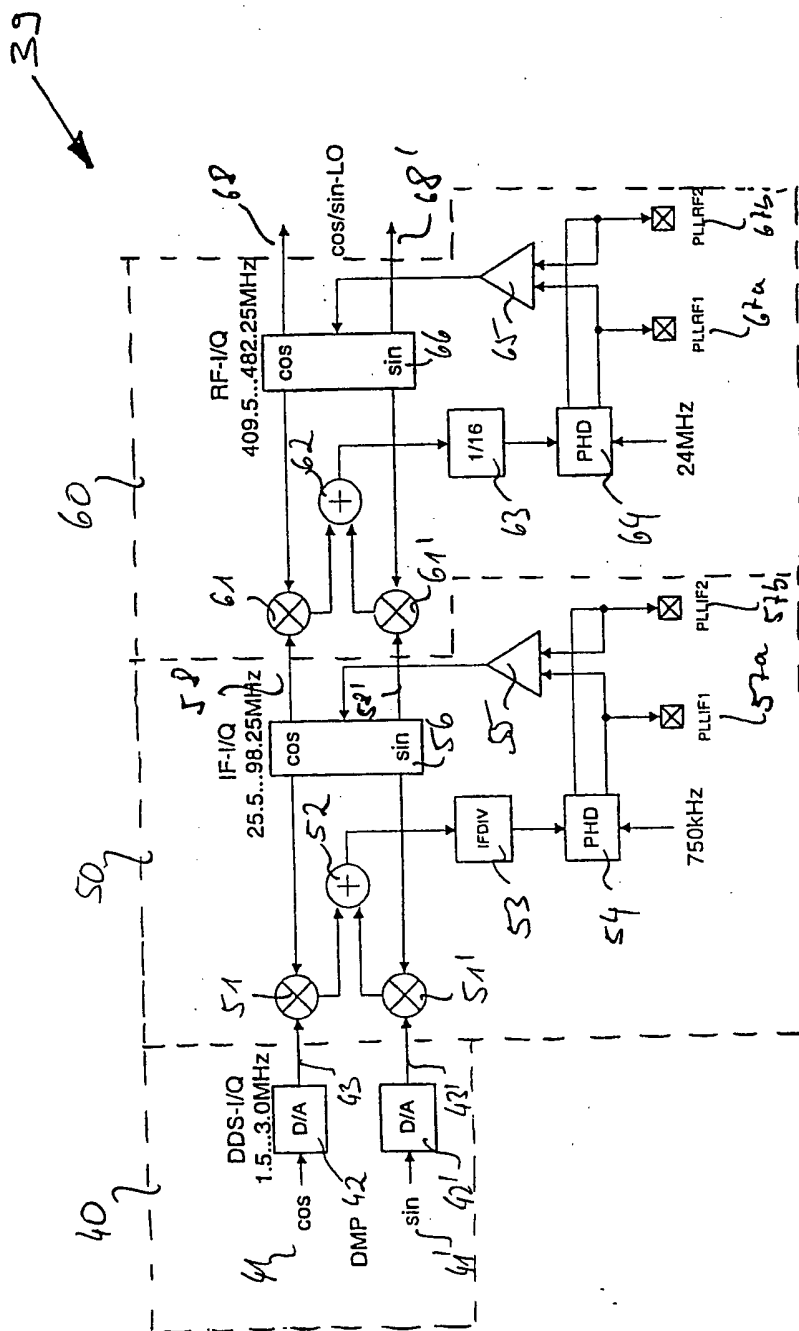 39
40
50
60
DDS-I/Q
1.5...3.0MHz
IF-I/Q
25.5...98.25MHz
RF-I/Q
409.5...482.25MHz
41
cos
D/A
DMP 42
43
51
52
cos
sin
56
58
58'
61
62
cos
sin
66
68
cos/sin-LO
68'
sin
41'
D/A
42'
43'
51'
61'
IFDIV
53
55
1/16
63
65
PHD
54
750kHz
PLLIF1
57a
PLLIF2
57b
PHD
64
24MHz
PLLRF1
67a
PLLRF2
67b